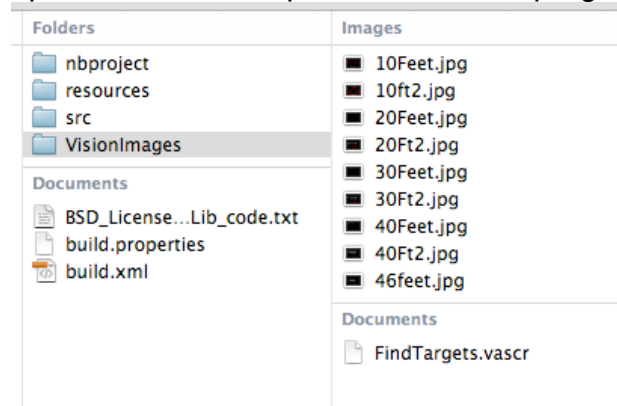 Folders
nbproject
resources
src
VisionImages
Documents
BSD_License...Lib_code.txt
build.properties
build.xml
Images
10Feet.jpg
10ft2.jpg
20Feet.jpg
20Ft2.jpg
30Feet.jpg
30Ft2.jpg
40Feet.jpg
40Ft2.jpg
46feet.jpg
Documents
FindTargets.vascr